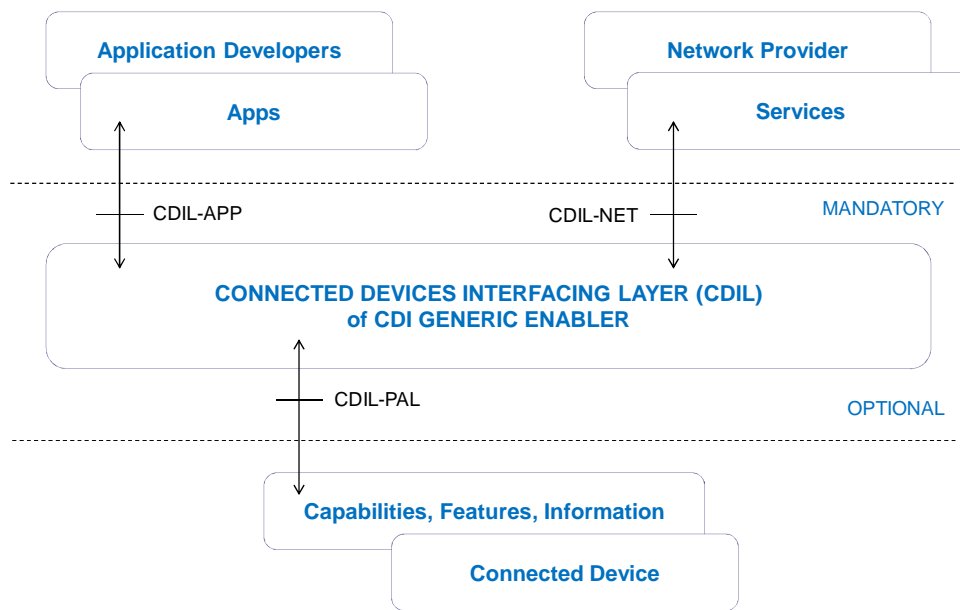 Application Developers
Network Provider
Apps
Services
CDIL-APP
CDIL-NET
MANDATORY
CONNECTED DEVICES INTERFACING LAYER (CDIL)
of CDI GENERIC ENABLER
CDIL-PAL
OPTIONAL
Capabilities, Features, Information
Connected Device